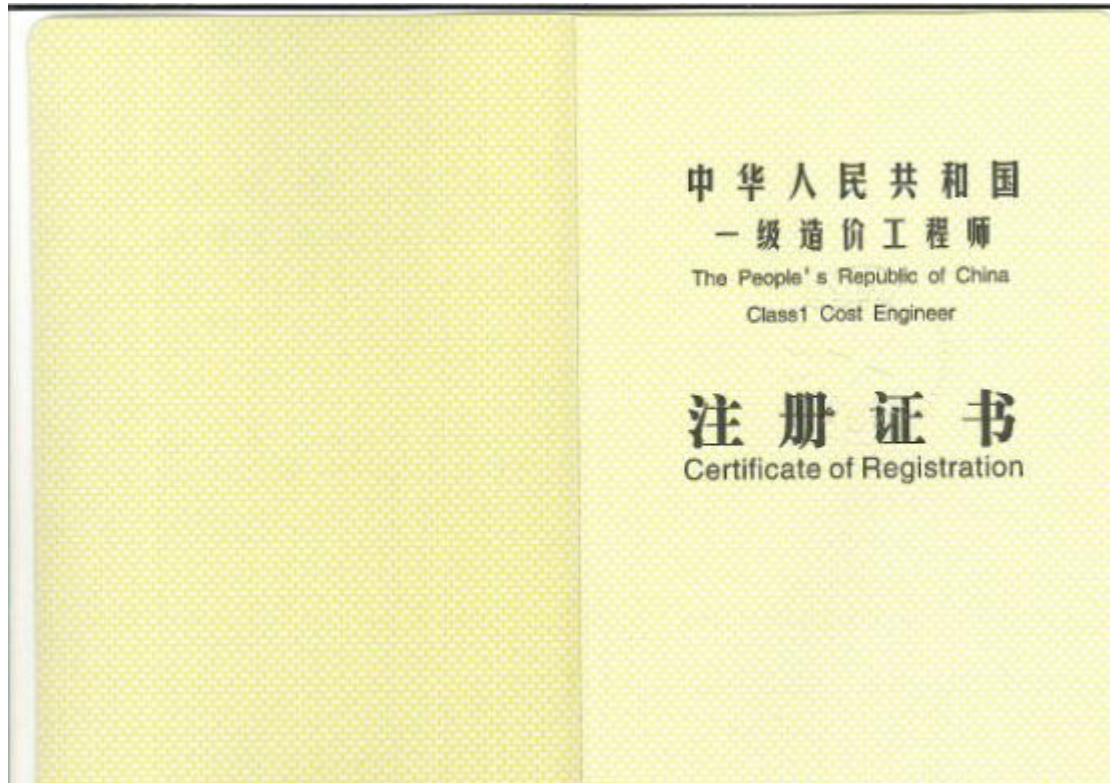 中华人民共和国
一级造价工程师
The People's Republic of China
Class1 Cost Engineer
注册证书
Certificate of Registration